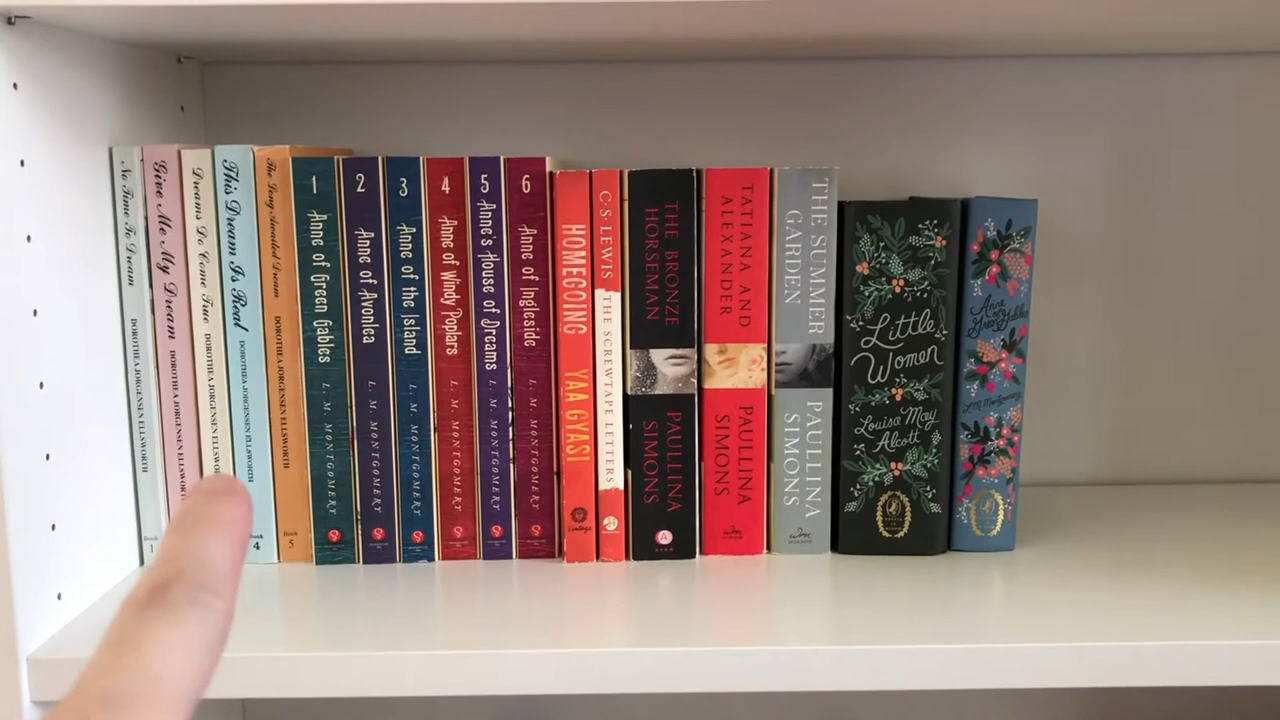 No Time To Dream DOROTHEA JORGENSEN ELLSWORTH
1
Give Me My Dream DOROTHEA JORGENSEN ELLSWORTH
Dreams Do Come True DOROTHEA JORGENSEN ELLSWO
This Dream Is Real DOROTHEA JORGENSEN ELLSWORTH
Book
4
The Long Awaited Dream DOROTHEA JORGENSEN ELLSWORTH
Book
5
1
Anne of Green Gables L. M. MONTGOMERY
2
Anne of Avonlea L. M. MONTGOMERY
3
Anne of the Island L. M. MONTGOMERY
4
Anne of Windy Poplars L. M. MONTGOMERY
5
Anne's House of Dreams L. M. MONTGOMERY
6
Anne of Ingleside L. M. MONTGOMERY
HOMEGOING YAA GYASI
Vintage
C·S·LEWIS THE SCREWTAPE LETTERS
THE BRONZE
HORSEMAN
PAULLINA
SIMONS
A
TATIANA AND
ALEXANDER
PAULLINA
SIMONS
THE SUMMER
GARDEN
PAULLINA
SIMONS
Little
Women
Louisa May
Alcott
Anne
of
Green Gables
L.M. Montgomery